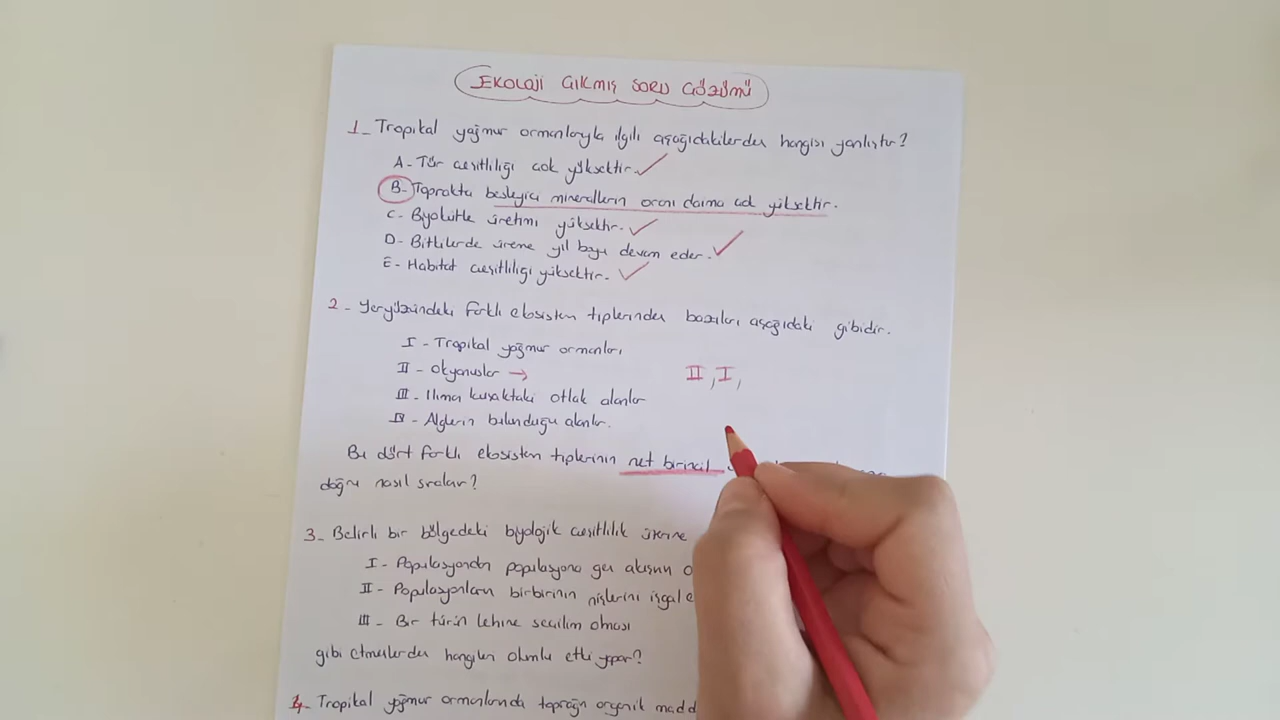 EKOLOJİ ÇIKMIŞ SORU ÇÖZÜMÜ
1- Tropikal yağmur ormanlarıyla ilgili aşağıdakilerden hangisi yanlıştır?
A- Tür çeşitliliği çok yüksektir.
B- Toprakta besleyici minerallerin oranı daima çok yüksektir.
C- Biyokütle üretimi yüksektir.
D- Bitkilerde üreme yıl boyu devam eder.
E- Habitat çeşitliliği yüksektir.
2- Yeryüzündeki farklı ekosistem tiplerinden bazıları aşağıdaki gibidir.
I - Tropikal yağmur ormanları
II - Okyanuslar →
II, I,
III - Ilıman kuşaktaki otlak alanlar
IV - Alglerin bulunduğu alanlar.
Bu dört farklı ekosistem tiplerinin net birincil
doğru nasıl sıralar?
3- Belirli bir bölgedeki biyolojik çeşitlilik üzerine
I - Populasyondan populasyona gen akışının
II - Populasyonların birbirinin nişlerini işgal
III - Bir türün lehine seçilim olması
gibi etmenlerden hangileri olumlu etki yapar?
4- Tropikal yağmur ormanlarında toprağın organik madd